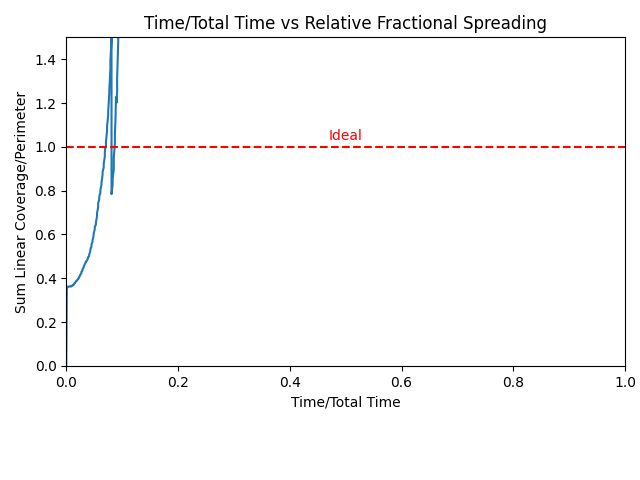 Time/Total Time vs Relative Fractional Spreading
Sum Linear Coverage/Perimeter
1.4
1.2
1.0
0.8
0.6
0.4
0.2
0.0
Ideal
0.0 0.2 0.4 0.6 0.8 1.0
Time/Total Time